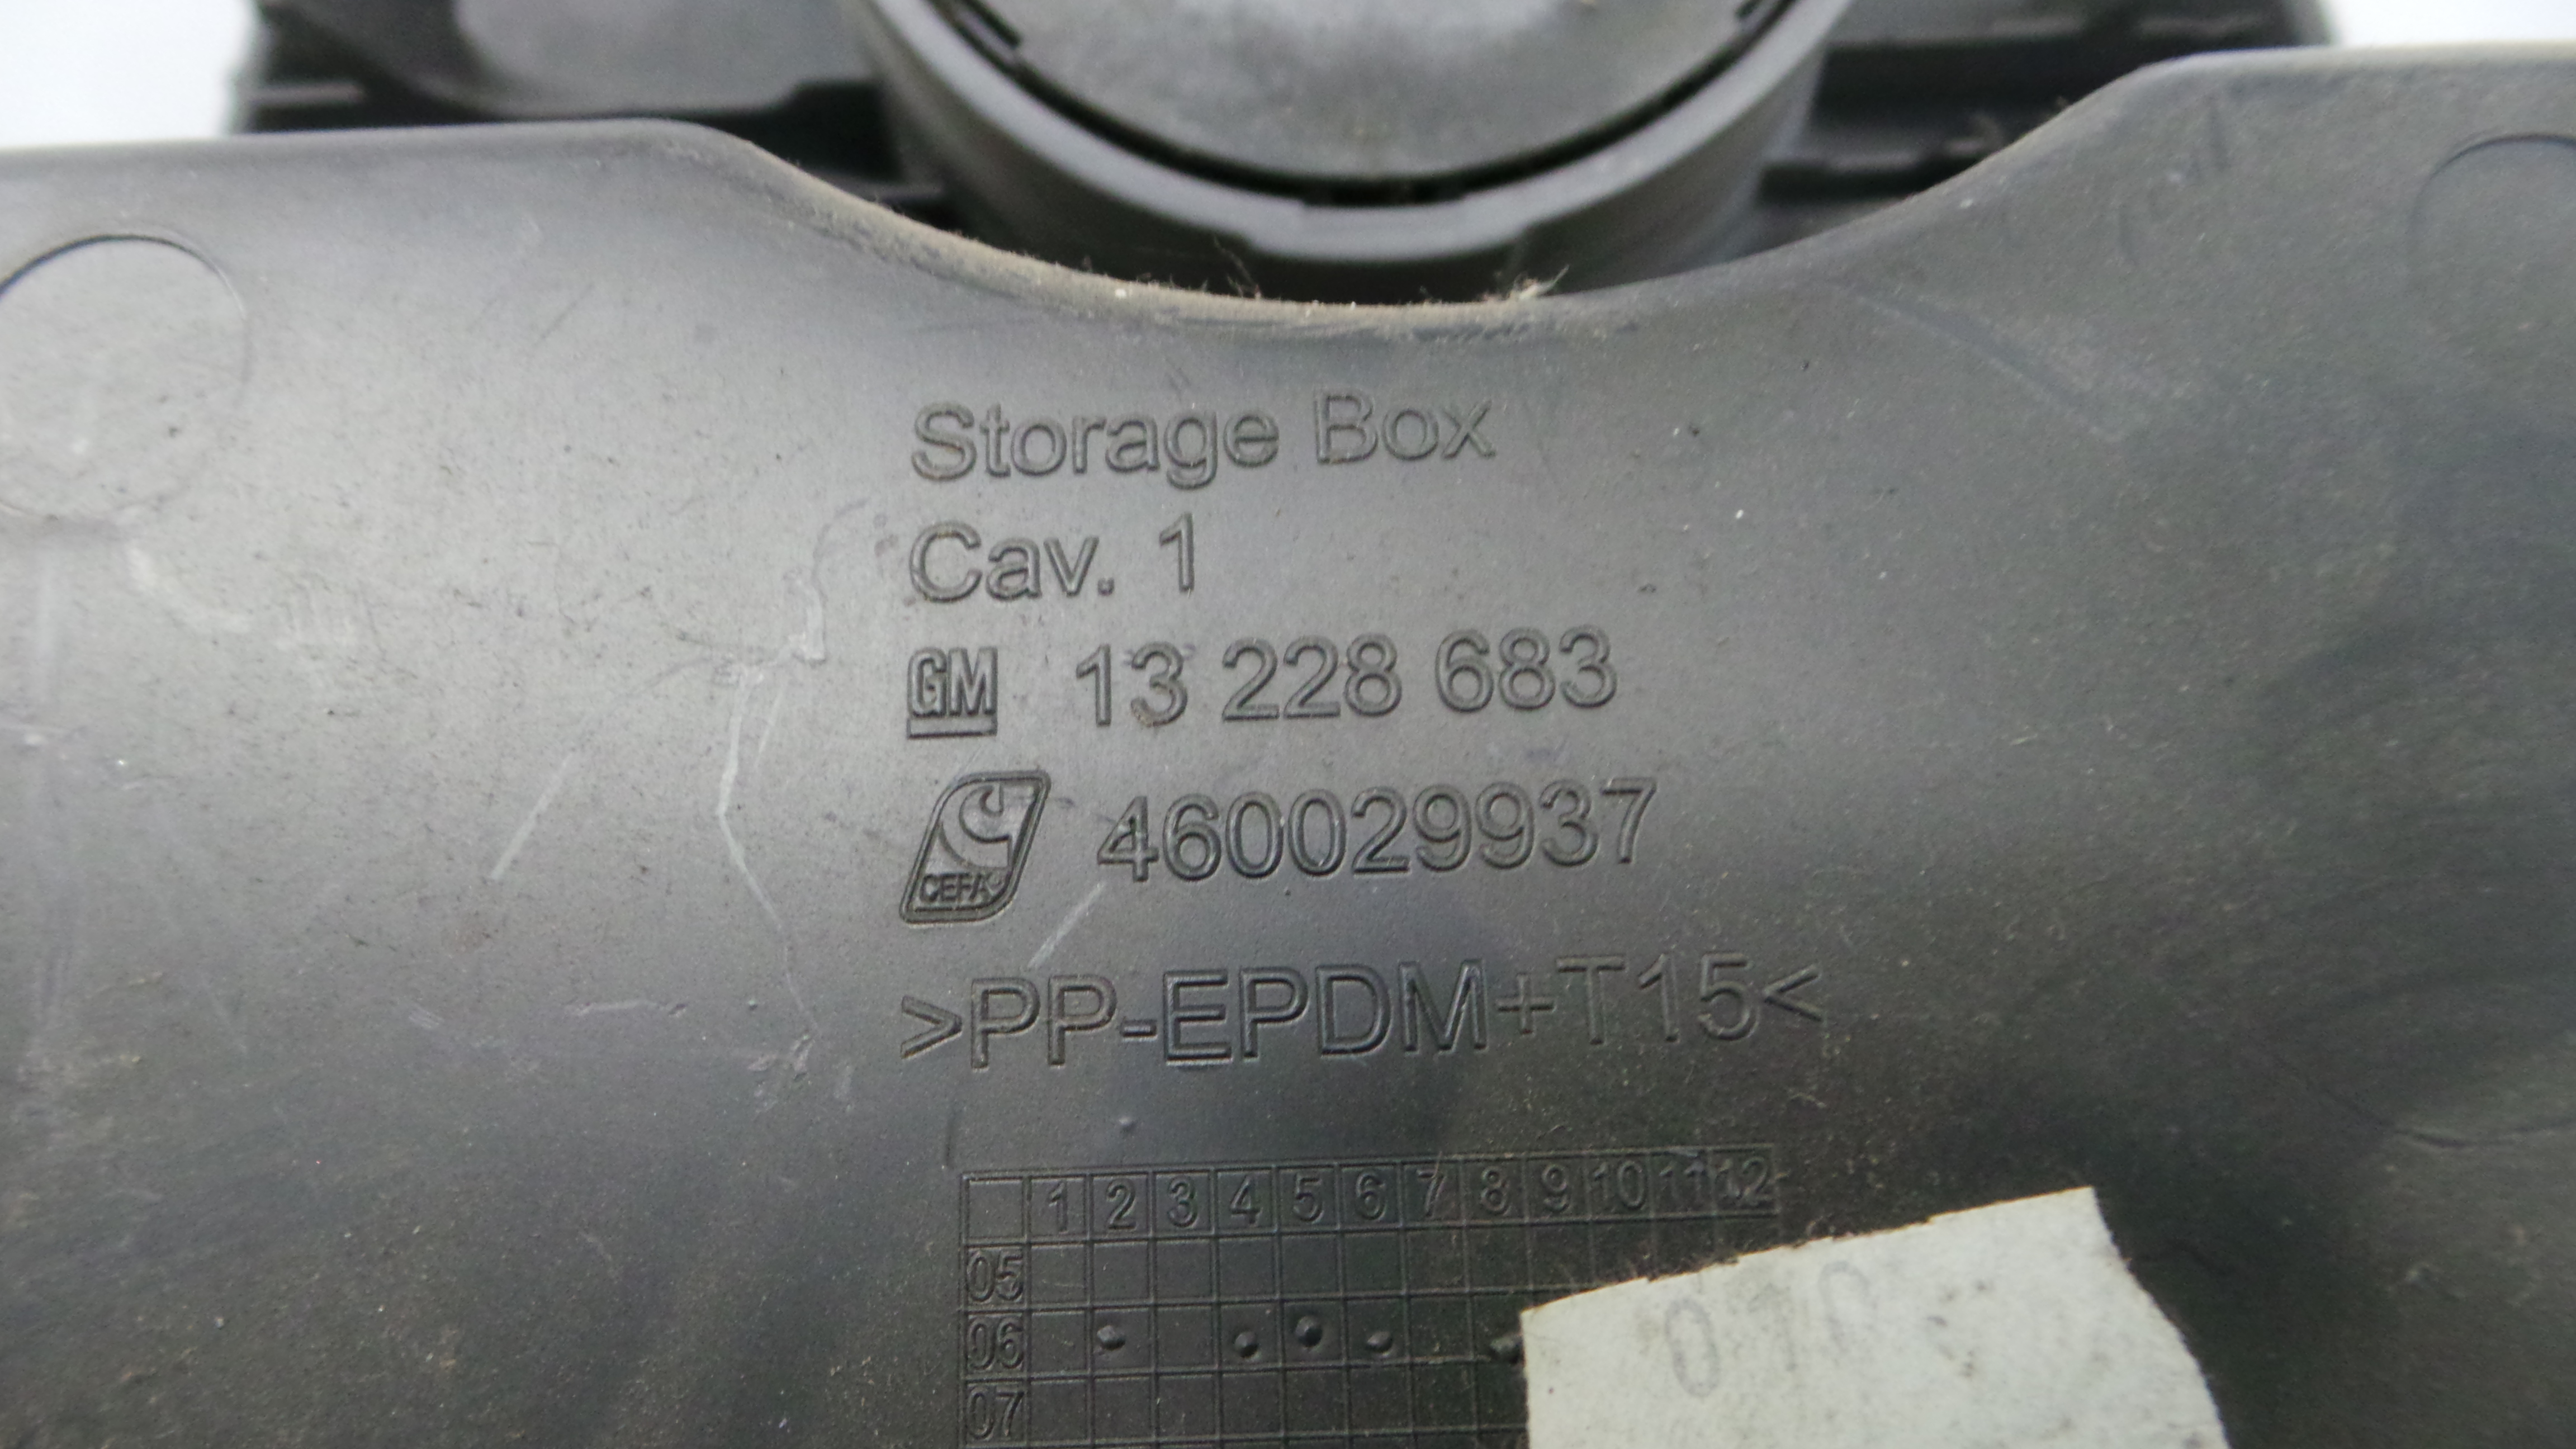 Storage Box
Cav. 1
GM 13 228 683
CEFA 460029937
>PP-EPDM+T15<
1 2 3 4 5 6 7 8 9 10 11 12
05
06
07